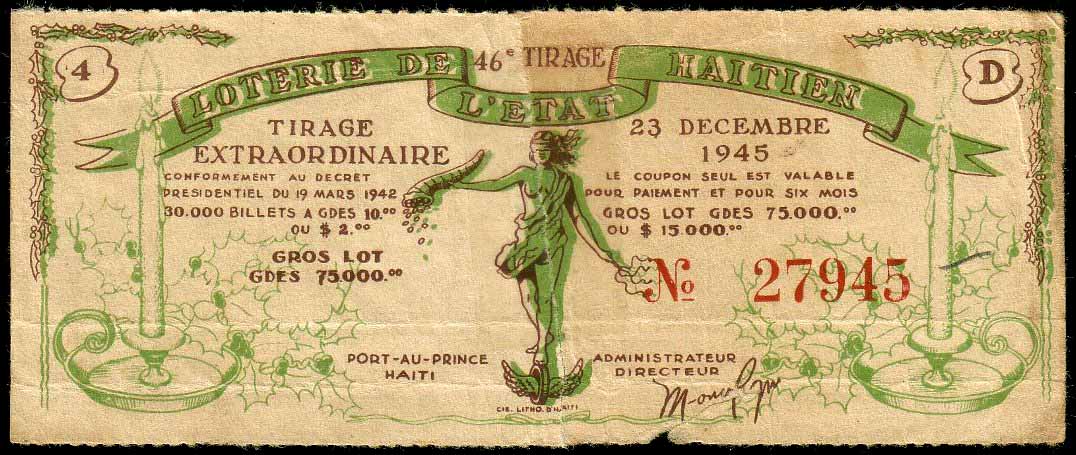 4
D
LOTERIE DE L'ETAT HAITIEN
46e TIRAGE
TIRAGE
EXTRAORDINAIRE
CONFORMEMENT AU DECRET
PRESIDENTIEL DU 19 MARS 1942
30.000 BILLETS A GDES 10.00
OU $ 2.00
GROS LOT
GDES 75.000.00
23 DECEMBRE
1945
LE COUPON SEUL EST VALABLE
POUR PAIEMENT ET POUR SIX MOIS
GROS LOT GDES 75.000.00
OU $ 15.000.00
No 27945
PORT-AU-PRINCE
HAITI
ADMINISTRATEUR
DIRECTEUR
CIE. LITHO. D'HAITI